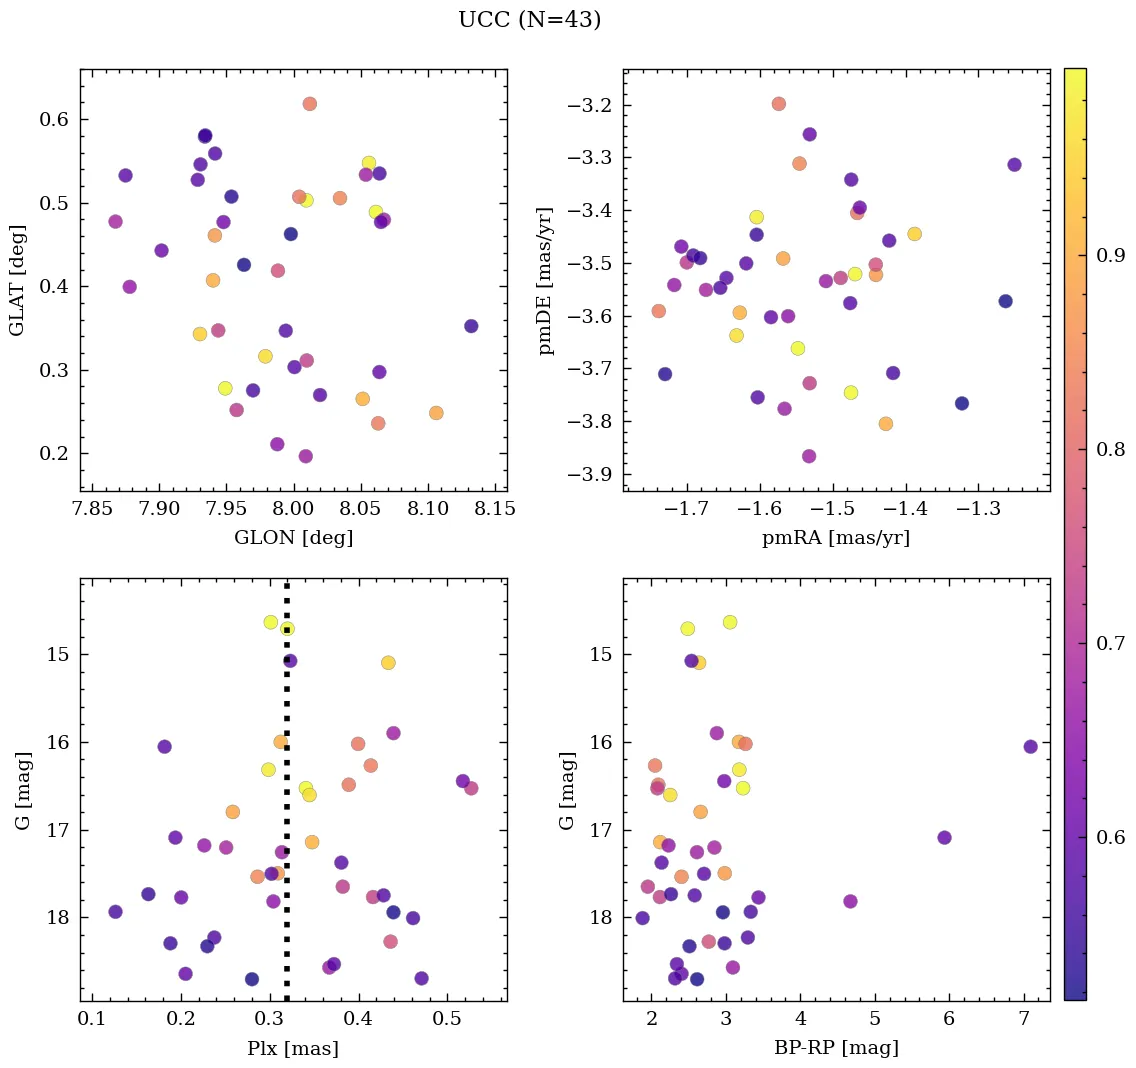 UCC (N=43)
0.6
0.5
0.4
0.3
0.2
GLAT [deg]
7.85 7.90 7.95 8.00 8.05 8.10 8.15
GLON [deg]
−3.2
−3.3
−3.4
−3.5
−3.6
−3.7
−3.8
−3.9
pmDE [mas/yr]
−1.7 −1.6 −1.5 −1.4 −1.3
pmRA [mas/yr]
15
16
17
18
G [mag]
0.1 0.2 0.3 0.4 0.5
Plx [mas]
15
16
17
18
G [mag]
2 3 4 5 6 7
BP-RP [mag]
0.9
0.8
0.7
0.6